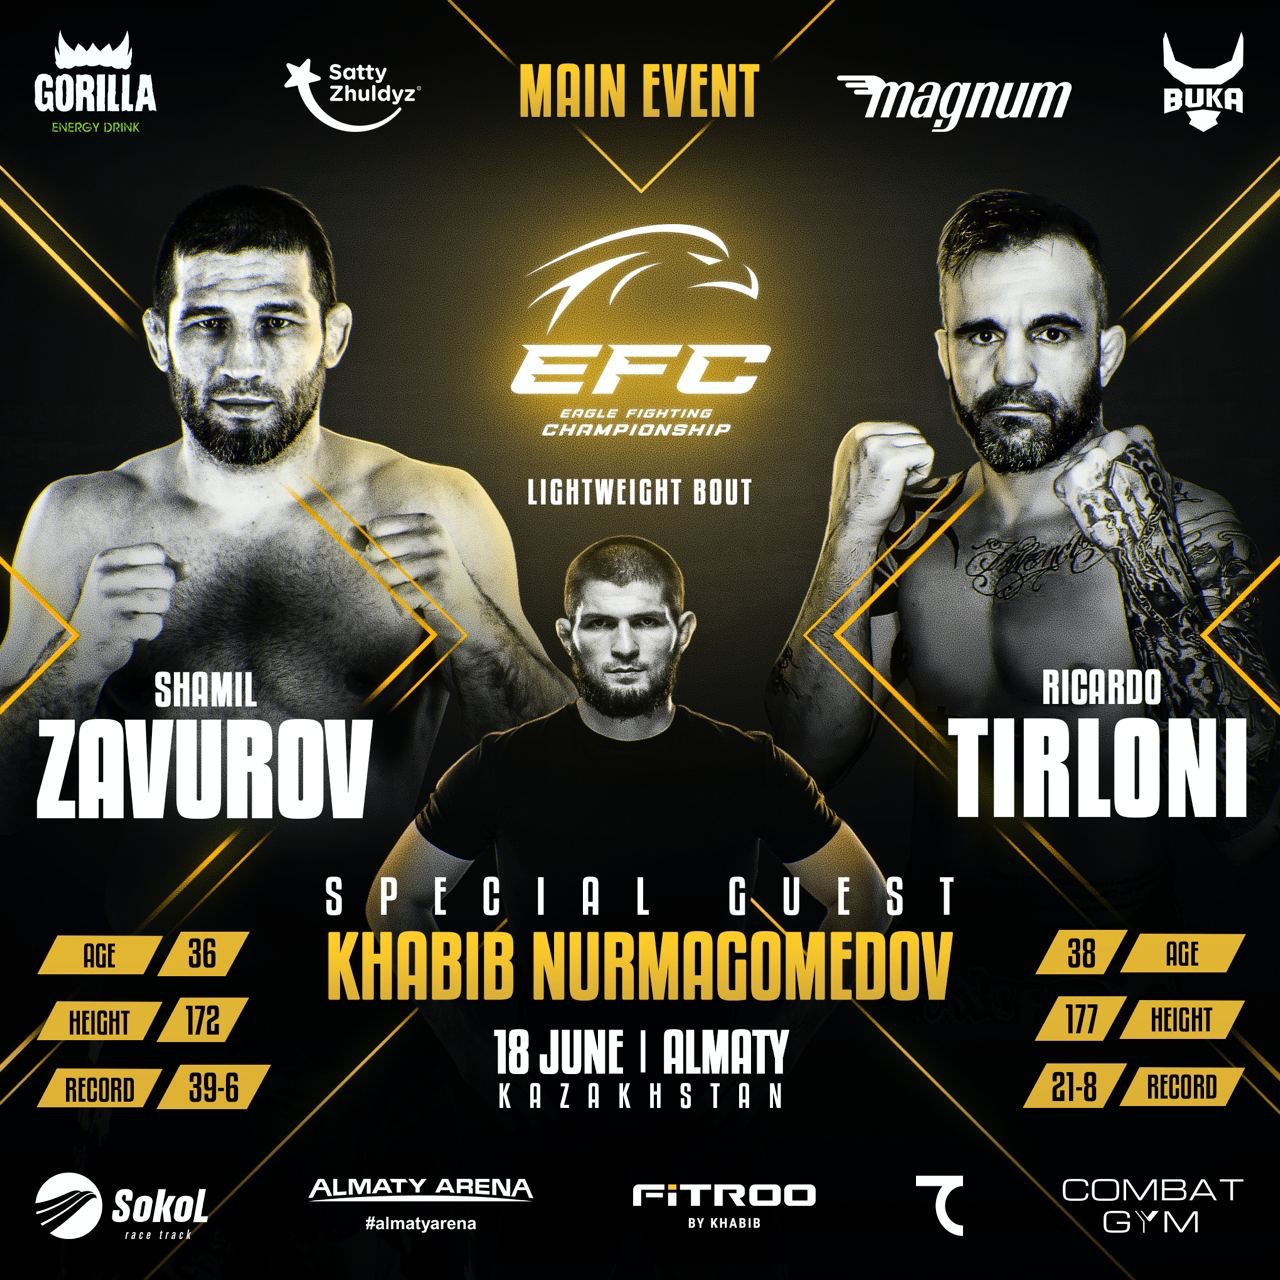 GORILLA
ENERGY DRINK
Satty
Zhuldyz
MAIN EVENT
magnum
BUKA
EFC
EAGLE FIGHTING
CHAMPIONSHIP
LIGHTWEIGHT BOUT
SHAMIL
ZAVUROV
RICARDO
TIRLONI
SPECIAL GUEST
KHABIB NURMAGOMEDOV
18 JUNE | ALMATY
KAZAKHSTAN
AGE 36
HEIGHT 172
RECORD 39-6
38 AGE
177 HEIGHT
21-8 RECORD
SokoL
race track
ALMATY ARENA
#almatyarena
FiTROO
BY KHABIB
COMBAT
GYM